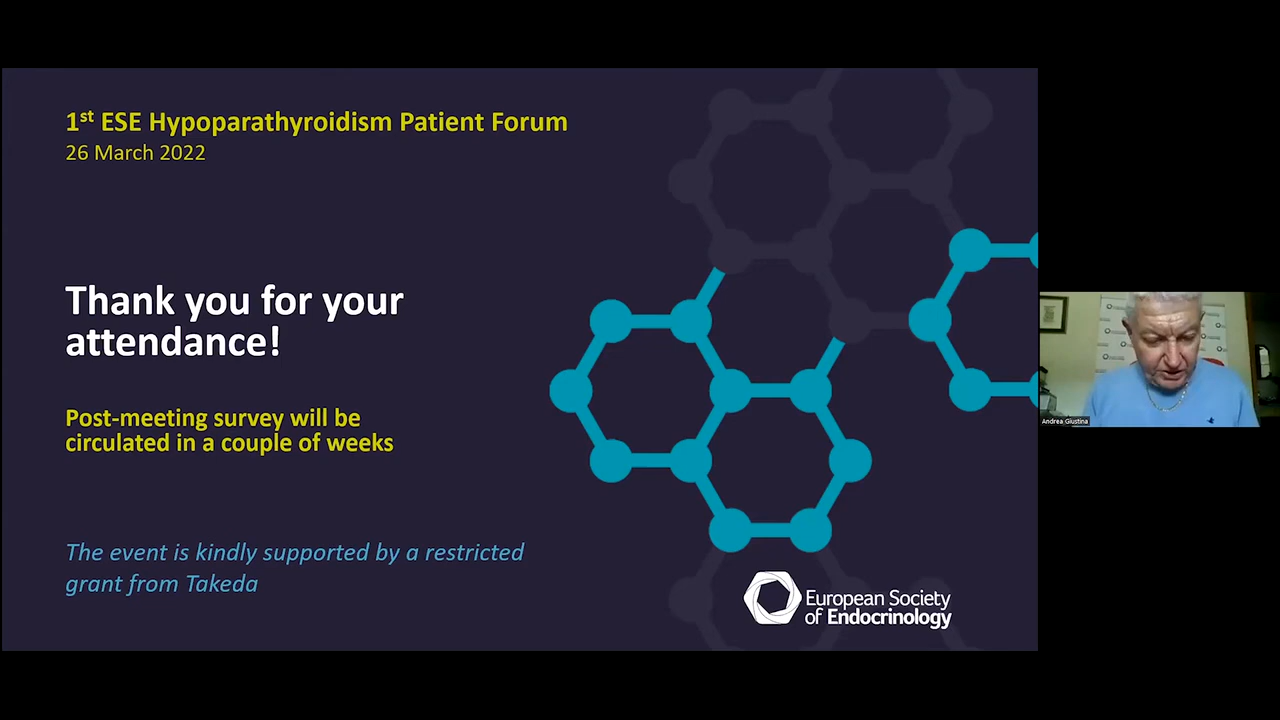 1st ESE Hypoparathyroidism Patient Forum
26 March 2022
Thank you for your
attendance!
Post-meeting survey will be
circulated in a couple of weeks
The event is kindly supported by a restricted
grant from Takeda
European Society
of Endocrinology
Andrea Giustina